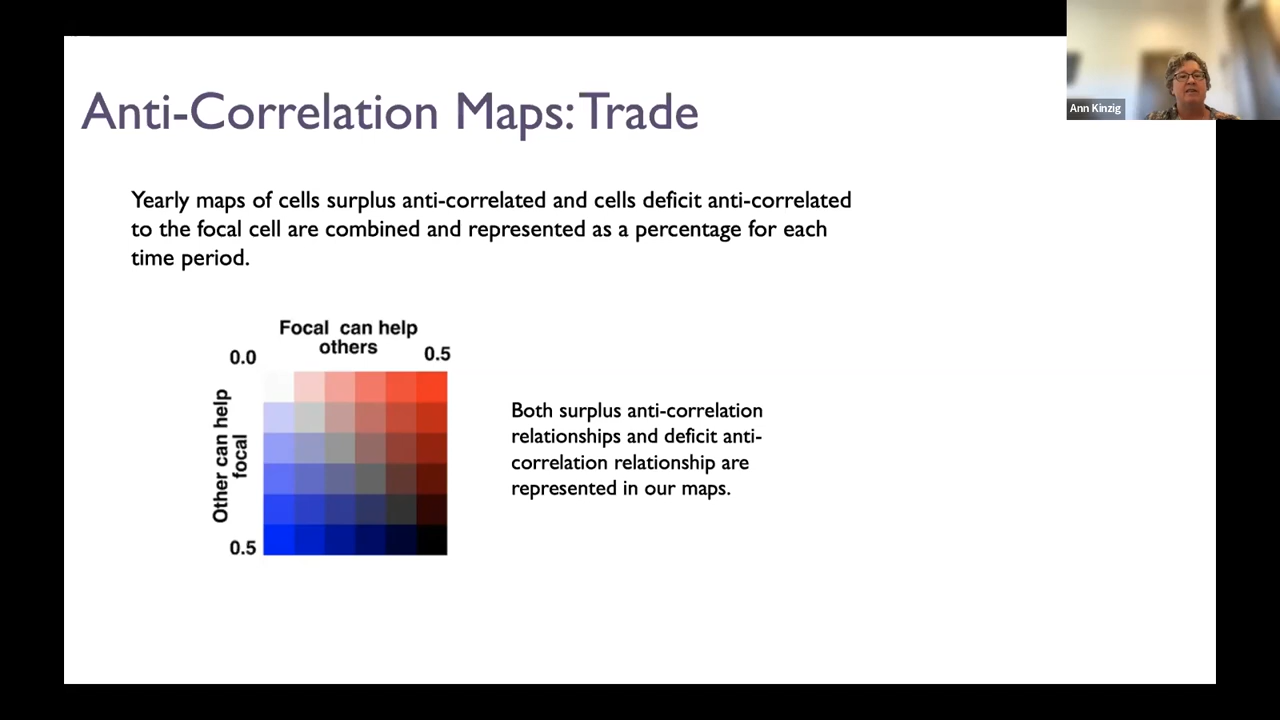 Anti-Correlation Maps: Trade
Ann Kinzig
Yearly maps of cells surplus anti-correlated and cells deficit anti-correlated
to the focal cell are combined and represented as a percentage for each
time period.
Focal can help
others
0.0
0.5
Other can help
focal
0.5
Both surplus anti-correlation
relationships and deficit anti-
correlation relationship are
represented in our maps.